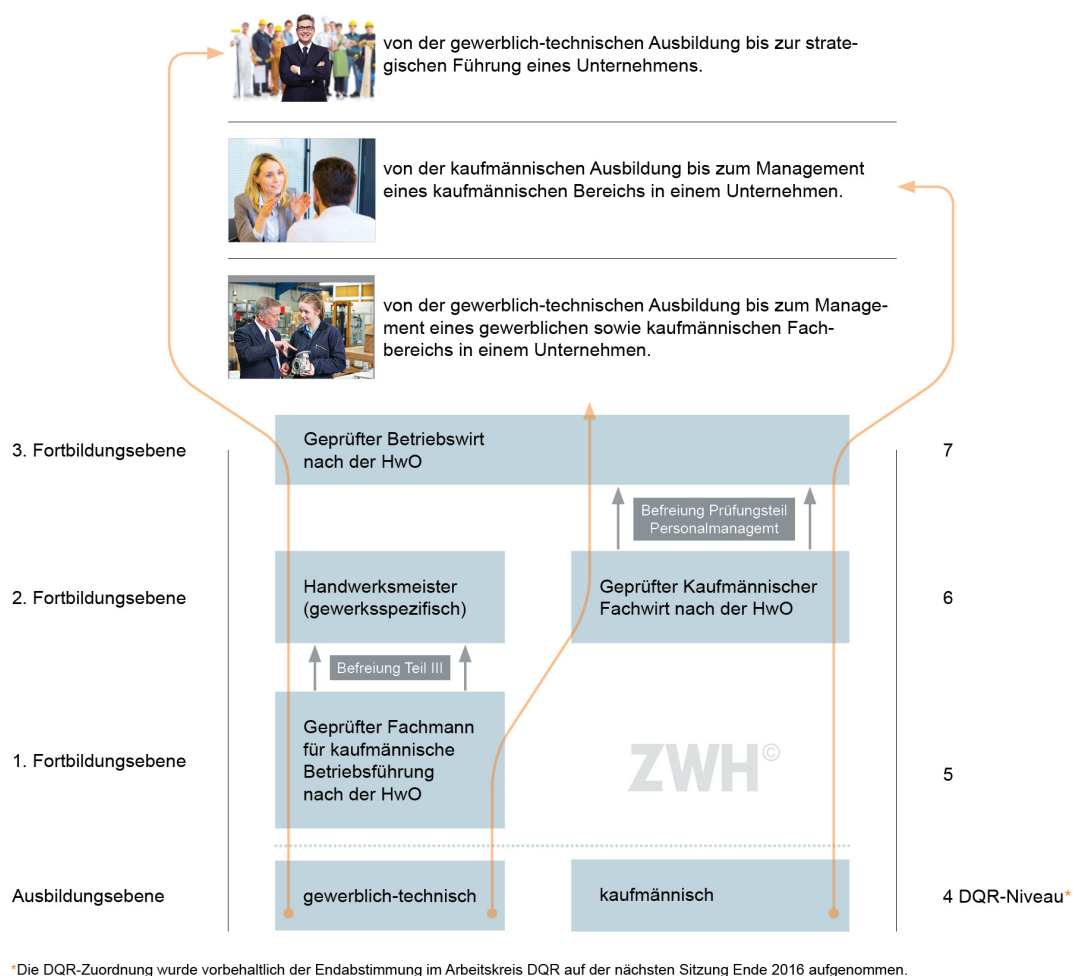 von der gewerblich-technischen Ausbildung bis zur strate-
gischen Führung eines Unternehmens.
von der kaufmännischen Ausbildung bis zum Management
eines kaufmännischen Bereichs in einem Unternehmen.
von der gewerblich-technischen Ausbildung bis zum Manage-
ment eines gewerblichen sowie kaufmännischen Fach-
bereichs in einem Unternehmen.
3. Fortbildungsebene
Geprüfter Betriebswirt
nach der HwO
7
Befreiung Prüfungsteil
Personalmanagemt
2. Fortbildungsebene
Handwerksmeister
(gewerksspezifisch)
Geprüfter Kaufmännischer
Fachwirt nach der HwO
6
Befreiung Teil III
1. Fortbildungsebene
Geprüfter Fachmann
für kaufmännische
Betriebsführung
nach der HwO
ZWH©
5
Ausbildungsebene
gewerblich-technisch
kaufmännisch
4 DQR-Niveau*
*Die DQR-Zuordnung wurde vorbehaltlich der Endabstimmung im Arbeitskreis DQR auf der nächsten Sitzung Ende 2016 aufgenommen.